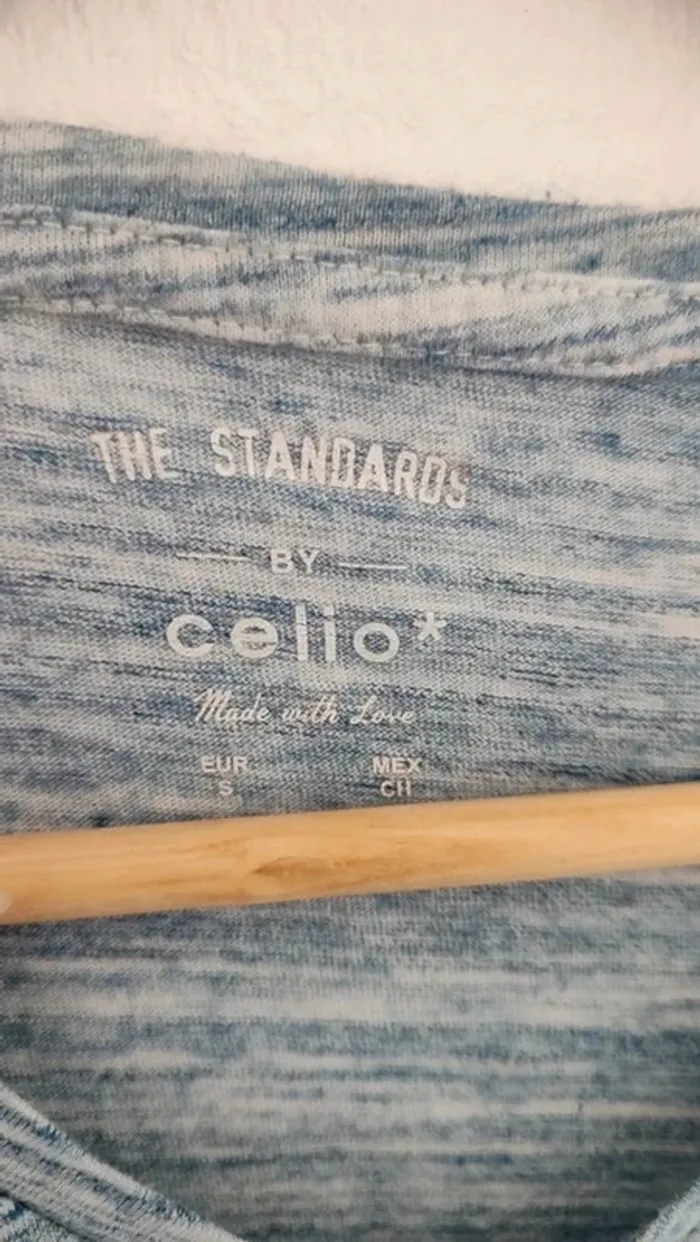 THE STANDARDS
BY
celio*
Made with Love
EUR MEX
S CH